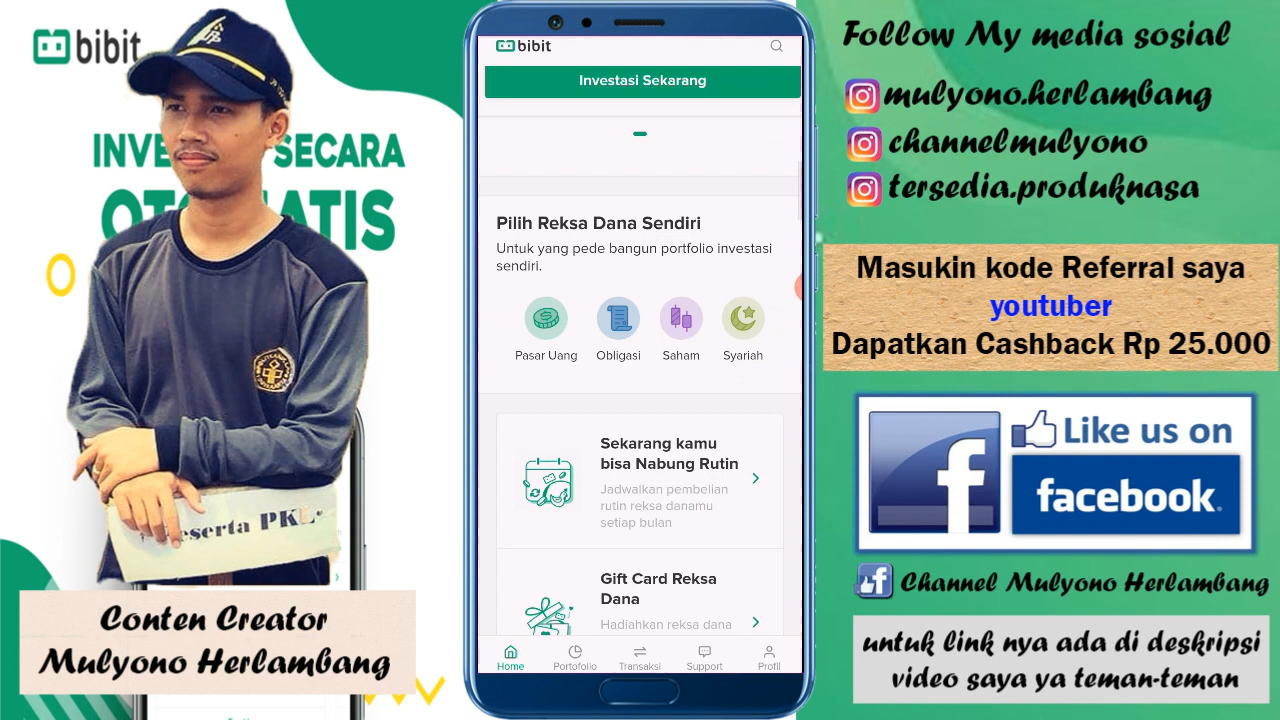 bibit
INVE SECARA
OTOMATIS
eserta PKL
Conten Creator
Mulyono Herlambang
bibit
Investasi Sekarang
Pilih Reksa Dana Sendiri
Untuk yang pede bangun portfolio investasi
sendiri.
Pasar Uang Obligasi Saham Syariah
Sekarang kamu
bisa Nabung Rutin
Jadwalkan pembelian
rutin reksa danamu
setiap bulan
Gift Card Reksa
Dana
Hadiahkan reksa dana
Home Portofolio Transaksi Support Profil
Follow My media sosial
mulyono.herlambang
channelmulyono
tersedia.produknasa
Masukin kode Referral saya
youtuber
Dapatkan Cashback Rp 25.000
f Like us on
facebook.
Channel Mulyono Herlambang
untuk link nya ada di deskripsi
video saya ya teman-teman